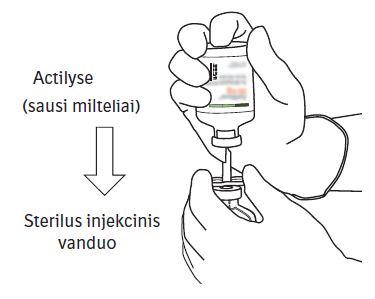 Actilyse
(sausi milteliai)
Sterilus injekcinis
vanduo